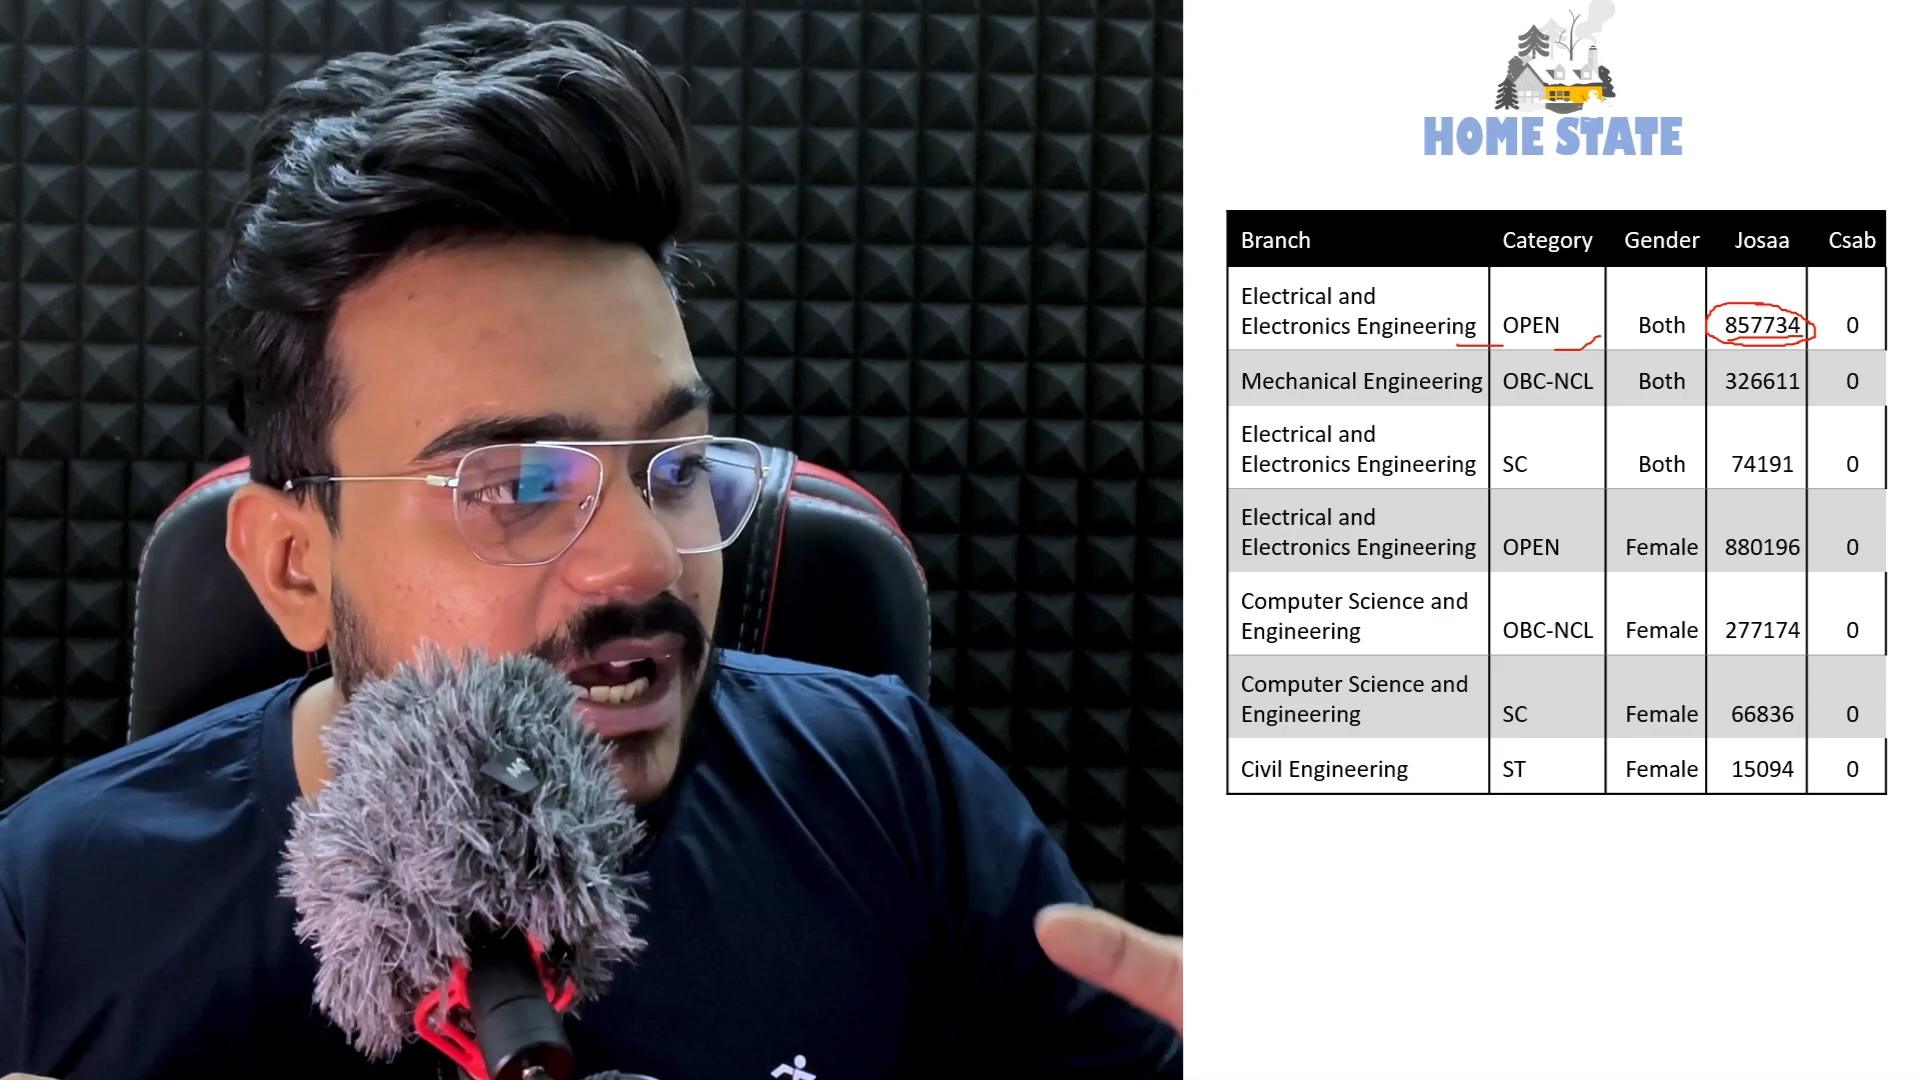 HOME STATE
Branch Category Gender Josaa Csab
Electrical and
Electronics Engineering OPEN Both 857734 0
Mechanical Engineering OBC-NCL Both 326611 0
Electrical and
Electronics Engineering SC Both 74191 0
Electrical and
Electronics Engineering OPEN Female 880196 0
Computer Science and
Engineering OBC-NCL Female 277174 0
Computer Science and
Engineering SC Female 66836 0
Civil Engineering ST Female 15094 0